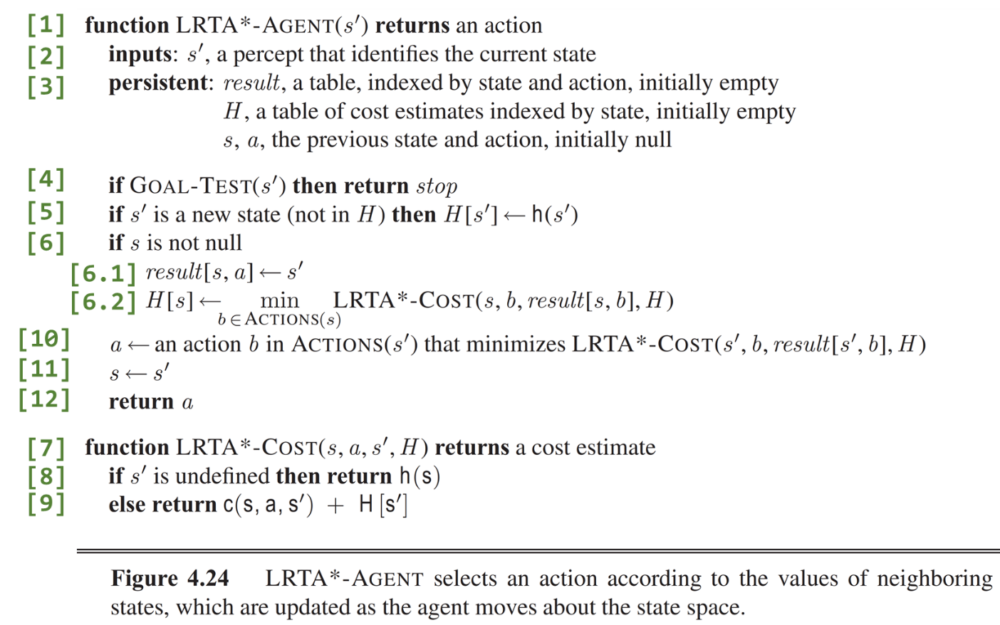 [1] function LRTA*-AGENT(s′) returns an action
[2] inputs: s′, a percept that identifies the current state
[3] persistent: result, a table, indexed by state and action, initially empty
H, a table of cost estimates indexed by state, initially empty
s, a, the previous state and action, initially null
[4] if GOAL-TEST(s′) then return stop
[5] if s′ is a new state (not in H) then H[s′] ← h(s′)
[6] if s is not null
[6.1] result[s, a] ← s′
[6.2] H[s] ← min LRTA*-COST(s, b, result[s, b], H)
b ∈ ACTIONS(s)
[10] a ← an action b in ACTIONS(s′) that minimizes LRTA*-COST(s′, b, result[s′, b], H)
[11] s ← s′
[12] return a
[7] function LRTA*-COST(s, a, s′, H) returns a cost estimate
[8] if s′ is undefined then return h(s)
[9] else return c(s, a, s′) + H[s′]
Figure 4.24 LRTA*-AGENT selects an action according to the values of neighboring
states, which are updated as the agent moves about the state space.